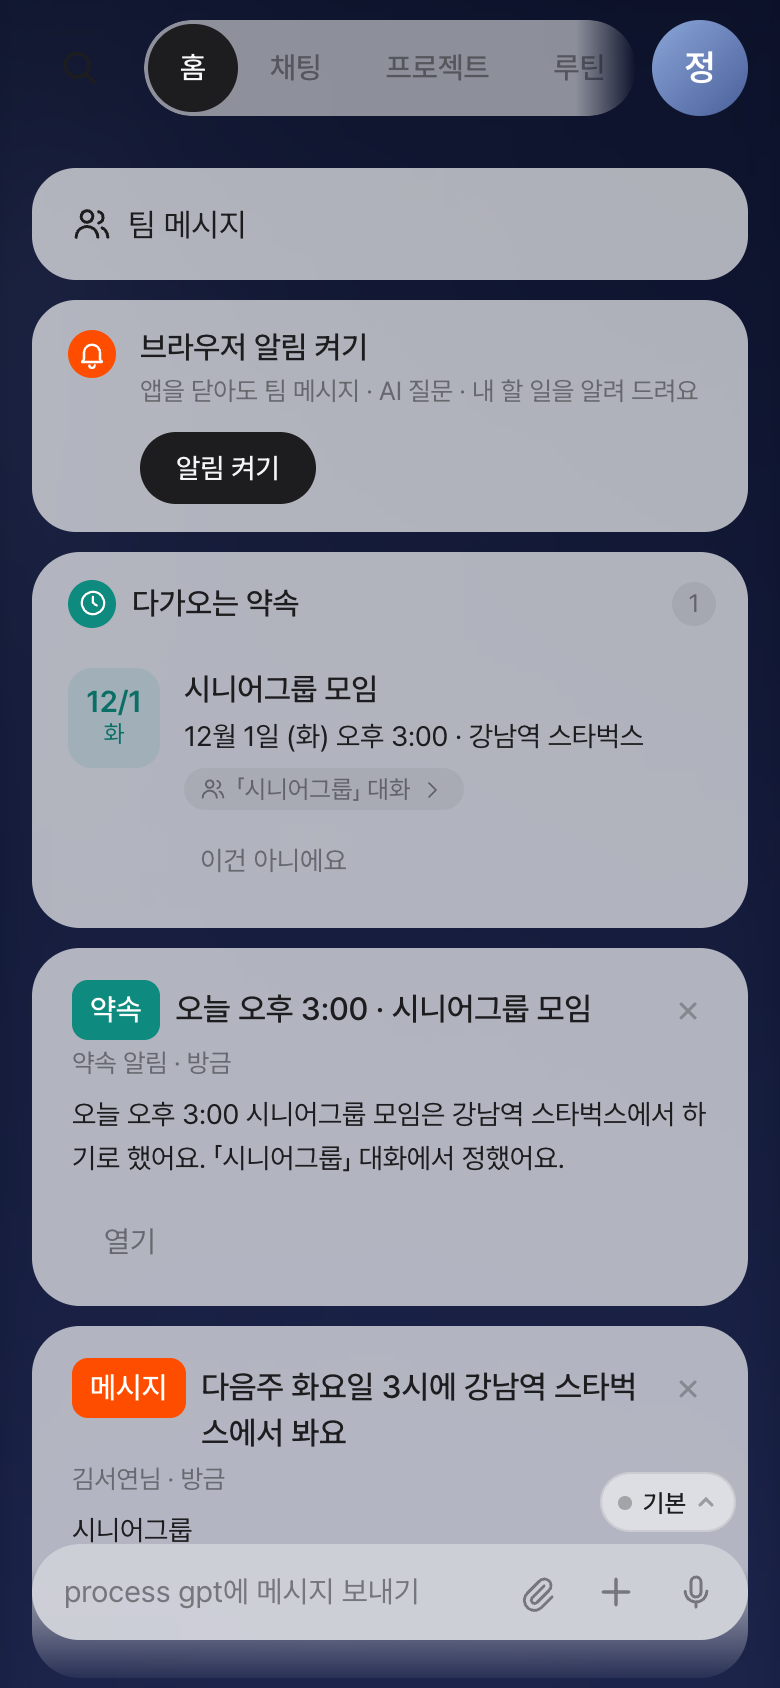 홈 채팅 프로젝트 루틴 정
팀 메시지
브라우저 알림 켜기
앱을 닫아도 팀 메시지 · AI 질문 · 내 할 일을 알려 드려요
알림 켜기
다가오는 약속 1
12/1
화
시니어그룹 모임
12월 1일 (화) 오후 3:00 · 강남역 스타벅스
「시니어그룹」 대화
이건 아니에요
약속 오늘 오후 3:00 · 시니어그룹 모임
약속 알림 · 방금
오늘 오후 3:00 시니어그룹 모임은 강남역 스타벅스에서 하
기로 했어요. 「시니어그룹」 대화에서 정했어요.
열기
메시지 다음주 화요일 3시에 강남역 스타벅
스에서 봐요
김서연님 · 방금
기본
시니어그룹
process gpt에 메시지 보내기